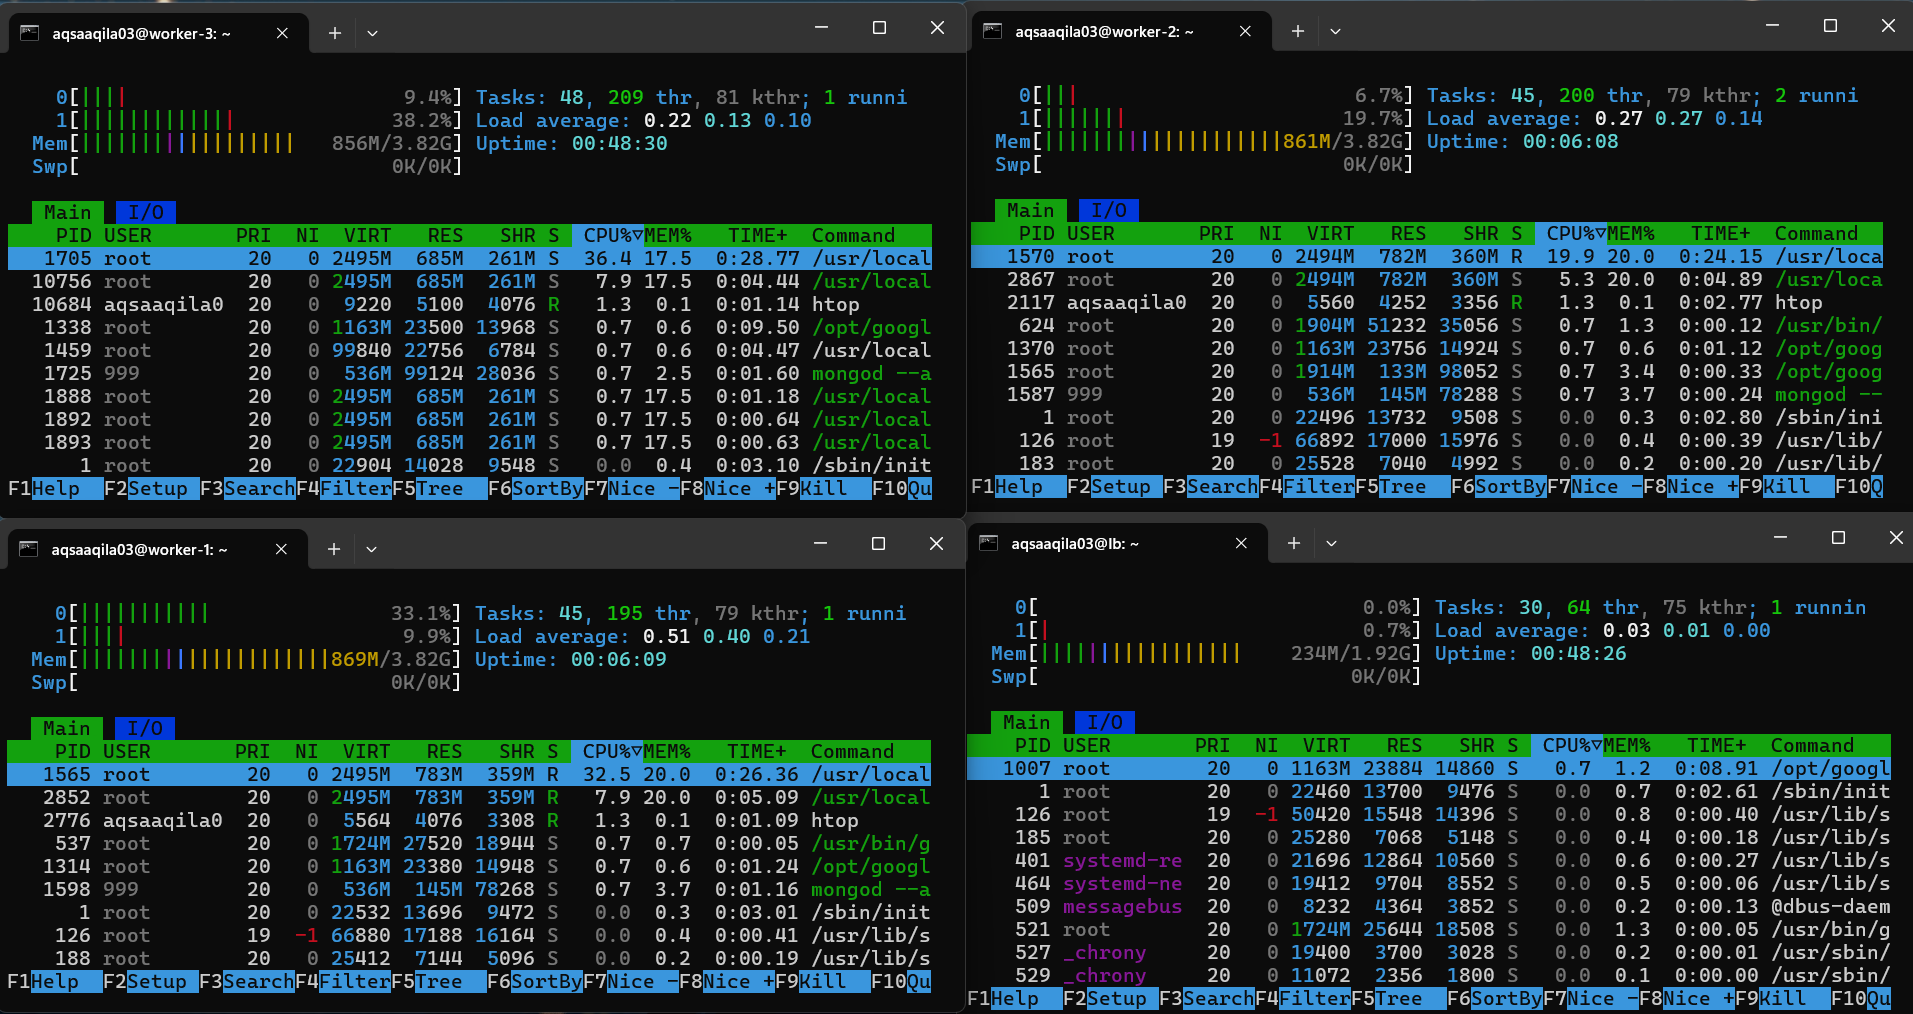 aqsaaqila03@worker-3: ~
0[|||| 9.4%] Tasks: 48, 209 thr, 81 kthr; 1 runni
1[||||||||||||| 38.2%] Load average: 0.22 0.13 0.10
Mem[|||||||||||||||||| 856M/3.82G] Uptime: 00:48:30
Swp[ 0K/0K]
Main I/O
PID USER PRI NI VIRT RES SHR S CPU%▽MEM% TIME+ Command
1705 root 20 0 2495M 685M 261M S 36.4 17.5 0:28.77 /usr/local
10756 root 20 0 2495M 685M 261M S 7.9 17.5 0:04.44 /usr/local
10684 aqsaaqila0 20 0 9220 5100 4076 R 1.3 0.1 0:01.14 htop
1338 root 20 0 1163M 23500 13968 S 0.7 0.6 0:09.50 /opt/googl
1459 root 20 0 99840 22756 6784 S 0.7 0.6 0:04.47 /usr/local
1725 999 20 0 536M 99124 28036 S 0.7 2.5 0:01.60 mongod --a
1888 root 20 0 2495M 685M 261M S 0.7 17.5 0:01.18 /usr/local
1892 root 20 0 2495M 685M 261M S 0.7 17.5 0:00.64 /usr/local
1893 root 20 0 2495M 685M 261M S 0.7 17.5 0:00.63 /usr/local
1 root 20 0 22904 14028 9548 S 0.0 0.4 0:03.10 /sbin/init
F1Help F2Setup F3SearchF4FilterF5Tree F6SortByF7Nice -F8Nice +F9Kill F10Qu
aqsaaqila03@worker-2: ~
0[||| 6.7%] Tasks: 45, 200 thr, 79 kthr; 2 runni
1[||||||| 19.7%] Load average: 0.27 0.27 0.14
Mem[||||||||||||||||||||861M/3.82G] Uptime: 00:06:08
Swp[ 0K/0K]
Main I/O
PID USER PRI NI VIRT RES SHR S CPU%▽MEM% TIME+ Command
1570 root 20 0 2494M 782M 360M R 19.9 20.0 0:24.15 /usr/loca
2867 root 20 0 2494M 782M 360M S 5.3 20.0 0:04.89 /usr/loca
2117 aqsaaqila0 20 0 5560 4252 3356 R 1.3 0.1 0:02.77 htop
624 root 20 0 1904M 51232 35056 S 0.7 1.3 0:00.12 /usr/bin/
1370 root 20 0 1163M 23756 14924 S 0.7 0.6 0:01.12 /opt/goog
1565 root 20 0 1914M 133M 98052 S 0.7 3.4 0:00.33 /opt/goog
1587 999 20 0 536M 145M 78288 S 0.7 3.7 0:00.24 mongod --
1 root 20 0 22496 13732 9508 S 0.0 0.3 0:02.80 /sbin/ini
126 root 19 -1 66892 17000 15976 S 0.0 0.4 0:00.39 /usr/lib/
183 root 20 0 25528 7040 4992 S 0.0 0.2 0:00.20 /usr/lib/
F1Help F2Setup F3SearchF4FilterF5Tree F6SortByF7Nice -F8Nice +F9Kill F10Q
aqsaaqila03@worker-1: ~
0[||||||||||| 33.1%] Tasks: 45, 195 thr, 79 kthr; 1 runni
1[|||| 9.9%] Load average: 0.51 0.40 0.21
Mem[|||||||||||||||||||||869M/3.82G] Uptime: 00:06:09
Swp[ 0K/0K]
Main I/O
PID USER PRI NI VIRT RES SHR S CPU%▽MEM% TIME+ Command
1565 root 20 0 2495M 783M 359M R 32.5 20.0 0:26.36 /usr/local
2852 root 20 0 2495M 783M 359M R 7.9 20.0 0:05.09 /usr/local
2776 aqsaaqila0 20 0 5564 4076 3308 R 1.3 0.1 0:01.09 htop
537 root 20 0 1724M 27520 18944 S 0.7 0.7 0:00.05 /usr/bin/g
1314 root 20 0 1163M 23380 14948 S 0.7 0.6 0:01.24 /opt/googl
1598 999 20 0 536M 145M 78268 S 0.7 3.7 0:01.16 mongod --a
1 root 20 0 22532 13696 9472 S 0.0 0.3 0:03.01 /sbin/init
126 root 19 -1 66880 17188 16164 S 0.0 0.4 0:00.41 /usr/lib/s
188 root 20 0 25412 7144 5096 S 0.0 0.2 0:00.19 /usr/lib/s
F1Help F2Setup F3SearchF4FilterF5Tree F6SortByF7Nice -F8Nice +F9Kill F10Qu
aqsaaqila03@lb: ~
0[ 0.0%] Tasks: 30, 64 thr, 75 kthr; 1 runnin
1[| 0.7%] Load average: 0.03 0.01 0.00
Mem[||||||||||||||||| 234M/1.92G] Uptime: 00:48:26
Swp[ 0K/0K]
Main I/O
PID USER PRI NI VIRT RES SHR S CPU%▽MEM% TIME+ Command
1007 root 20 0 1163M 23884 14860 S 0.7 1.2 0:08.91 /opt/googl
1 root 20 0 22460 13700 9476 S 0.0 0.7 0:02.61 /sbin/init
126 root 19 -1 50420 15548 14396 S 0.0 0.8 0:00.40 /usr/lib/s
185 root 20 0 25280 7068 5148 S 0.0 0.4 0:00.18 /usr/lib/s
401 systemd-re 20 0 21696 12864 10560 S 0.0 0.6 0:00.27 /usr/lib/s
464 systemd-ne 20 0 19412 9704 8552 S 0.0 0.5 0:00.06 /usr/lib/s
509 messagebus 20 0 8232 4364 3852 S 0.0 0.2 0:00.13 @dbus-daem
521 root 20 0 1724M 25644 18508 S 0.0 1.3 0:00.05 /usr/bin/g
527 _chrony 20 0 19400 3700 3028 S 0.0 0.2 0:00.01 /usr/sbin/
529 _chrony 20 0 11072 2356 1800 S 0.0 0.1 0:00.00 /usr/sbin/
F1Help F2Setup F3SearchF4FilterF5Tree F6SortByF7Nice -F8Nice +F9Kill F10Qu